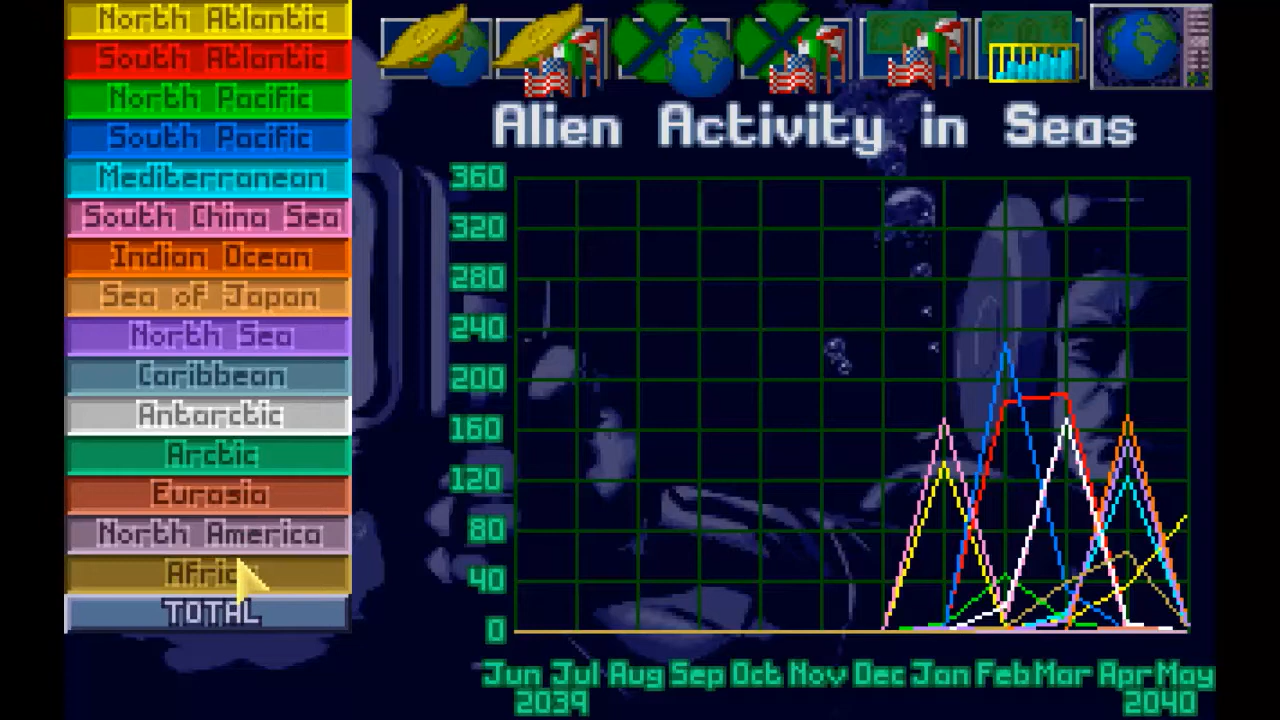 North Atlantic
South Atlantic
North Pacific
South Pacific
Mediterranean
South China Sea
Indian Ocean
Sea of Japan
North Sea
Caribbean
Antarctic
Arctic
Eurasia
North America
Africa
TOTAL
Alien Activity in Seas
360
320
280
240
200
160
120
80
40
0
Jun Jul Aug Sep Oct Nov Dec Jan Feb Mar Apr May
2039 2040